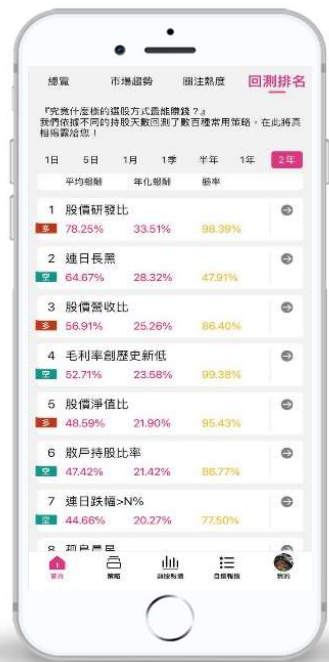 總覽 市場趨勢 關注熱度 回測排名
『究竟什麼樣的選股方式最能賺錢？』
我們依據不同的持股天數回測了數百種常用策略，在此將真
相揭露給您！
1日 5日 1月 1季 半年 1年 2年
平均報酬 年化報酬 勝率
1 股價研發比
多 78.25% 33.51% 98.39%
2 連日長黑
空 64.67% 28.32% 47.91%
3 股價營收比
多 56.91% 25.26% 86.40%
4 毛利率創歷史新低
空 52.71% 23.58% 99.38%
5 股價淨值比
多 48.59% 21.90% 95.43%
6 散戶持股比率
空 47.42% 21.42% 86.77%
7 連日跌幅>N%
空 44.66% 20.27% 77.50%
8
首頁 策略 我的